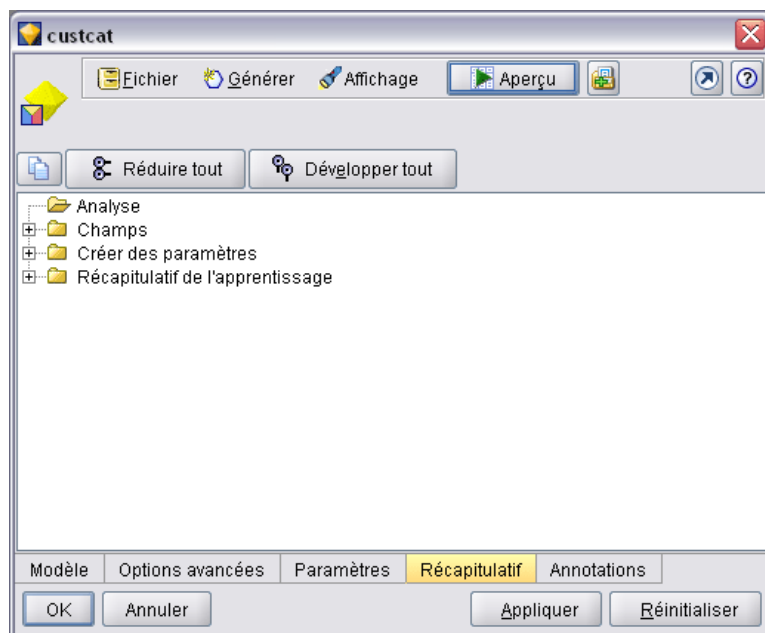 custcat
Fichier Générer Affichage Aperçu
Réduire tout Développer tout
Analyse
Champs
Créer des paramètres
Récapitulatif de l'apprentissage
Modèle Options avancées Paramètres Récapitulatif Annotations
OK Annuler Appliquer Réinitialiser